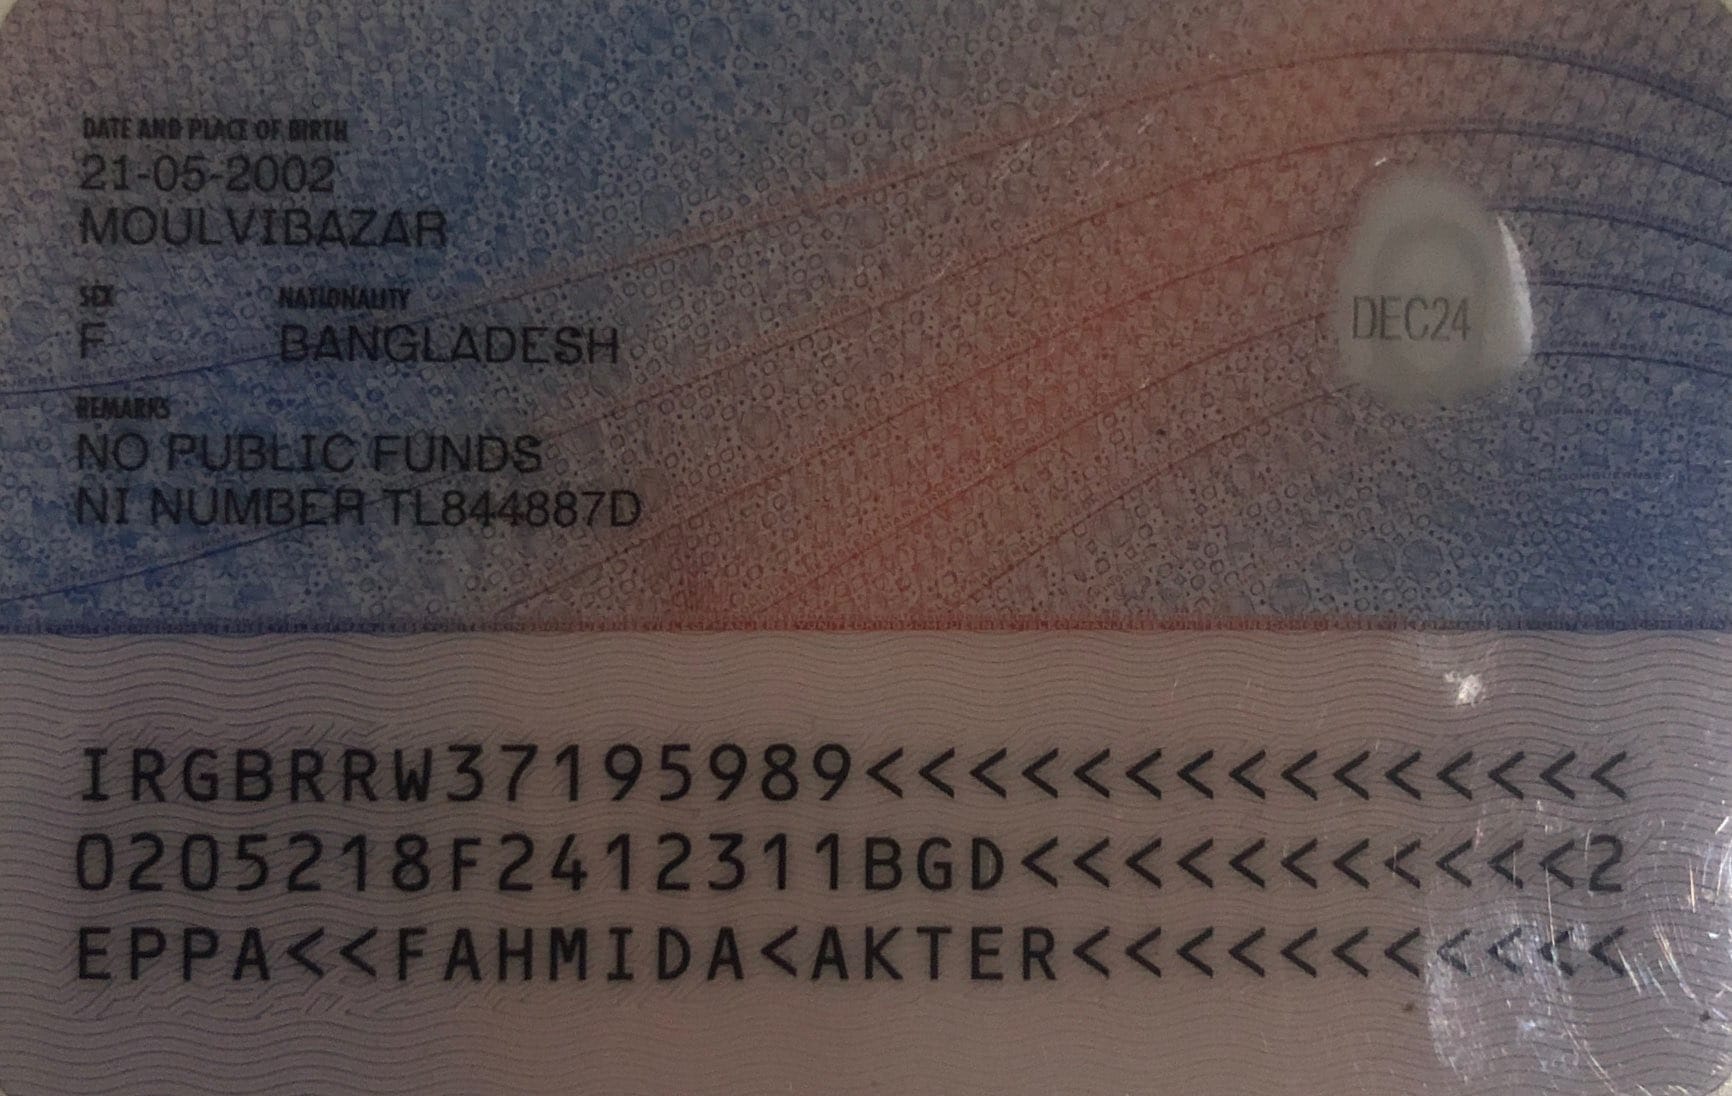 DATE AND PLACE OF BIRTH
21-05-2002
MOULVIBAZAR
SEX NATIONALITY
F BANGLADESH
DEC24
REMARKS
NO PUBLIC FUNDS
NI NUMBER TL844887D
IRGBRRW37195989<<<<<<<<<<<<<<<
0205218F2412311BGD<<<<<<<<<<<2
EPPA<<FAHMIDA<AKTER<<<<<<<<<<<